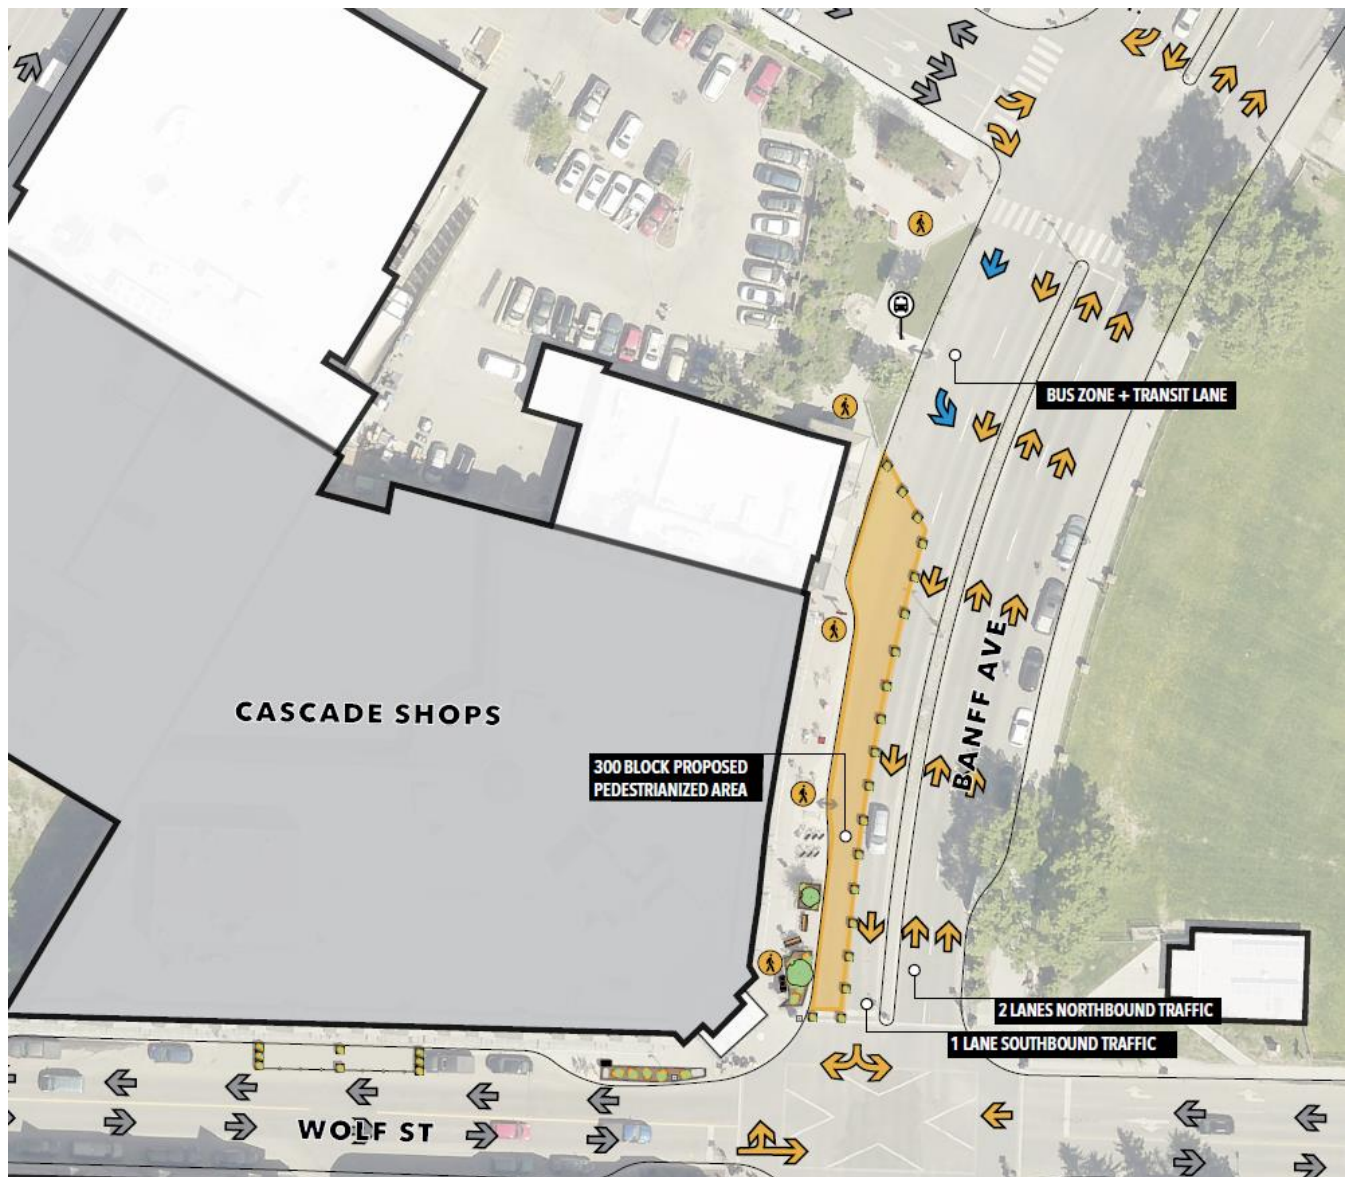 BUS ZONE + TRANSIT LANE
CASCADE SHOPS
BANFF AVE
300 BLOCK PROPOSED
PEDESTRIANIZED AREA
2 LANES NORTHBOUND TRAFFIC
1 LANE SOUTHBOUND TRAFFIC
WOLF ST